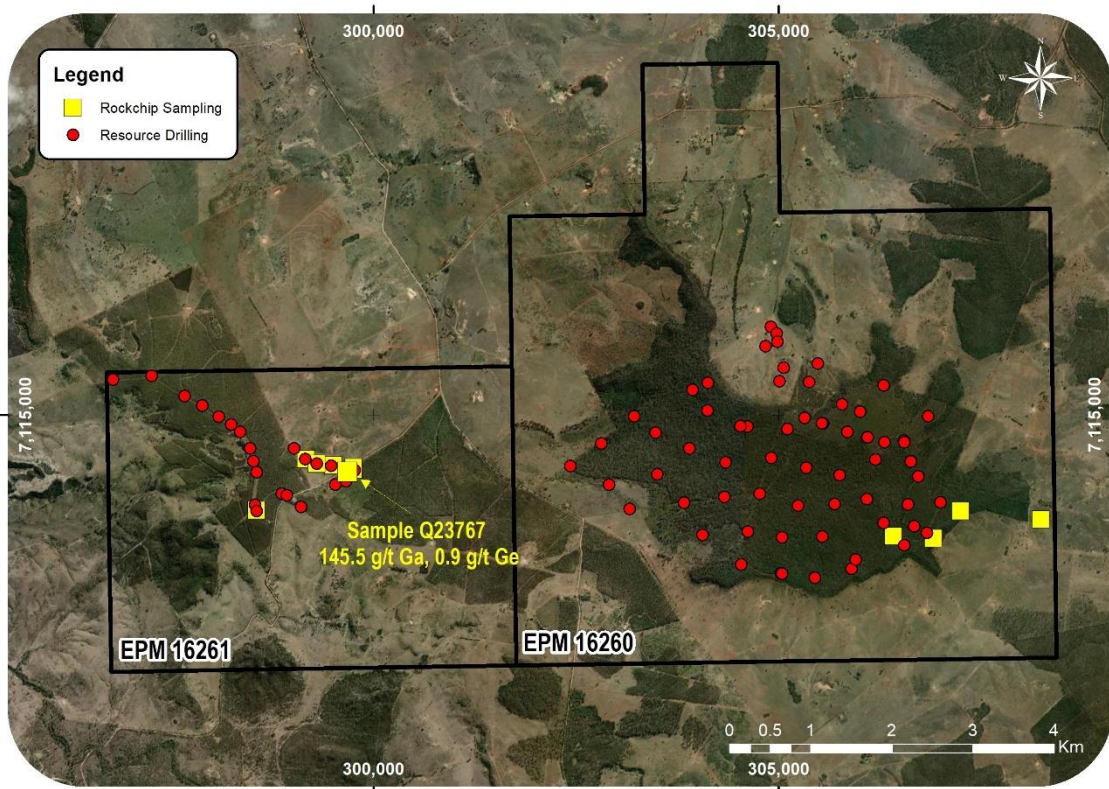 300,000
305,000
Legend
Rockchip Sampling
Resource Drilling
N
W
E
S
7,115,000
7,115,000
Sample Q23767
145.5 g/t Ga, 0.9 g/t Ge
EPM 16261
EPM 16260
0 0.5 1 2 3 4
Km
300,000
305,000